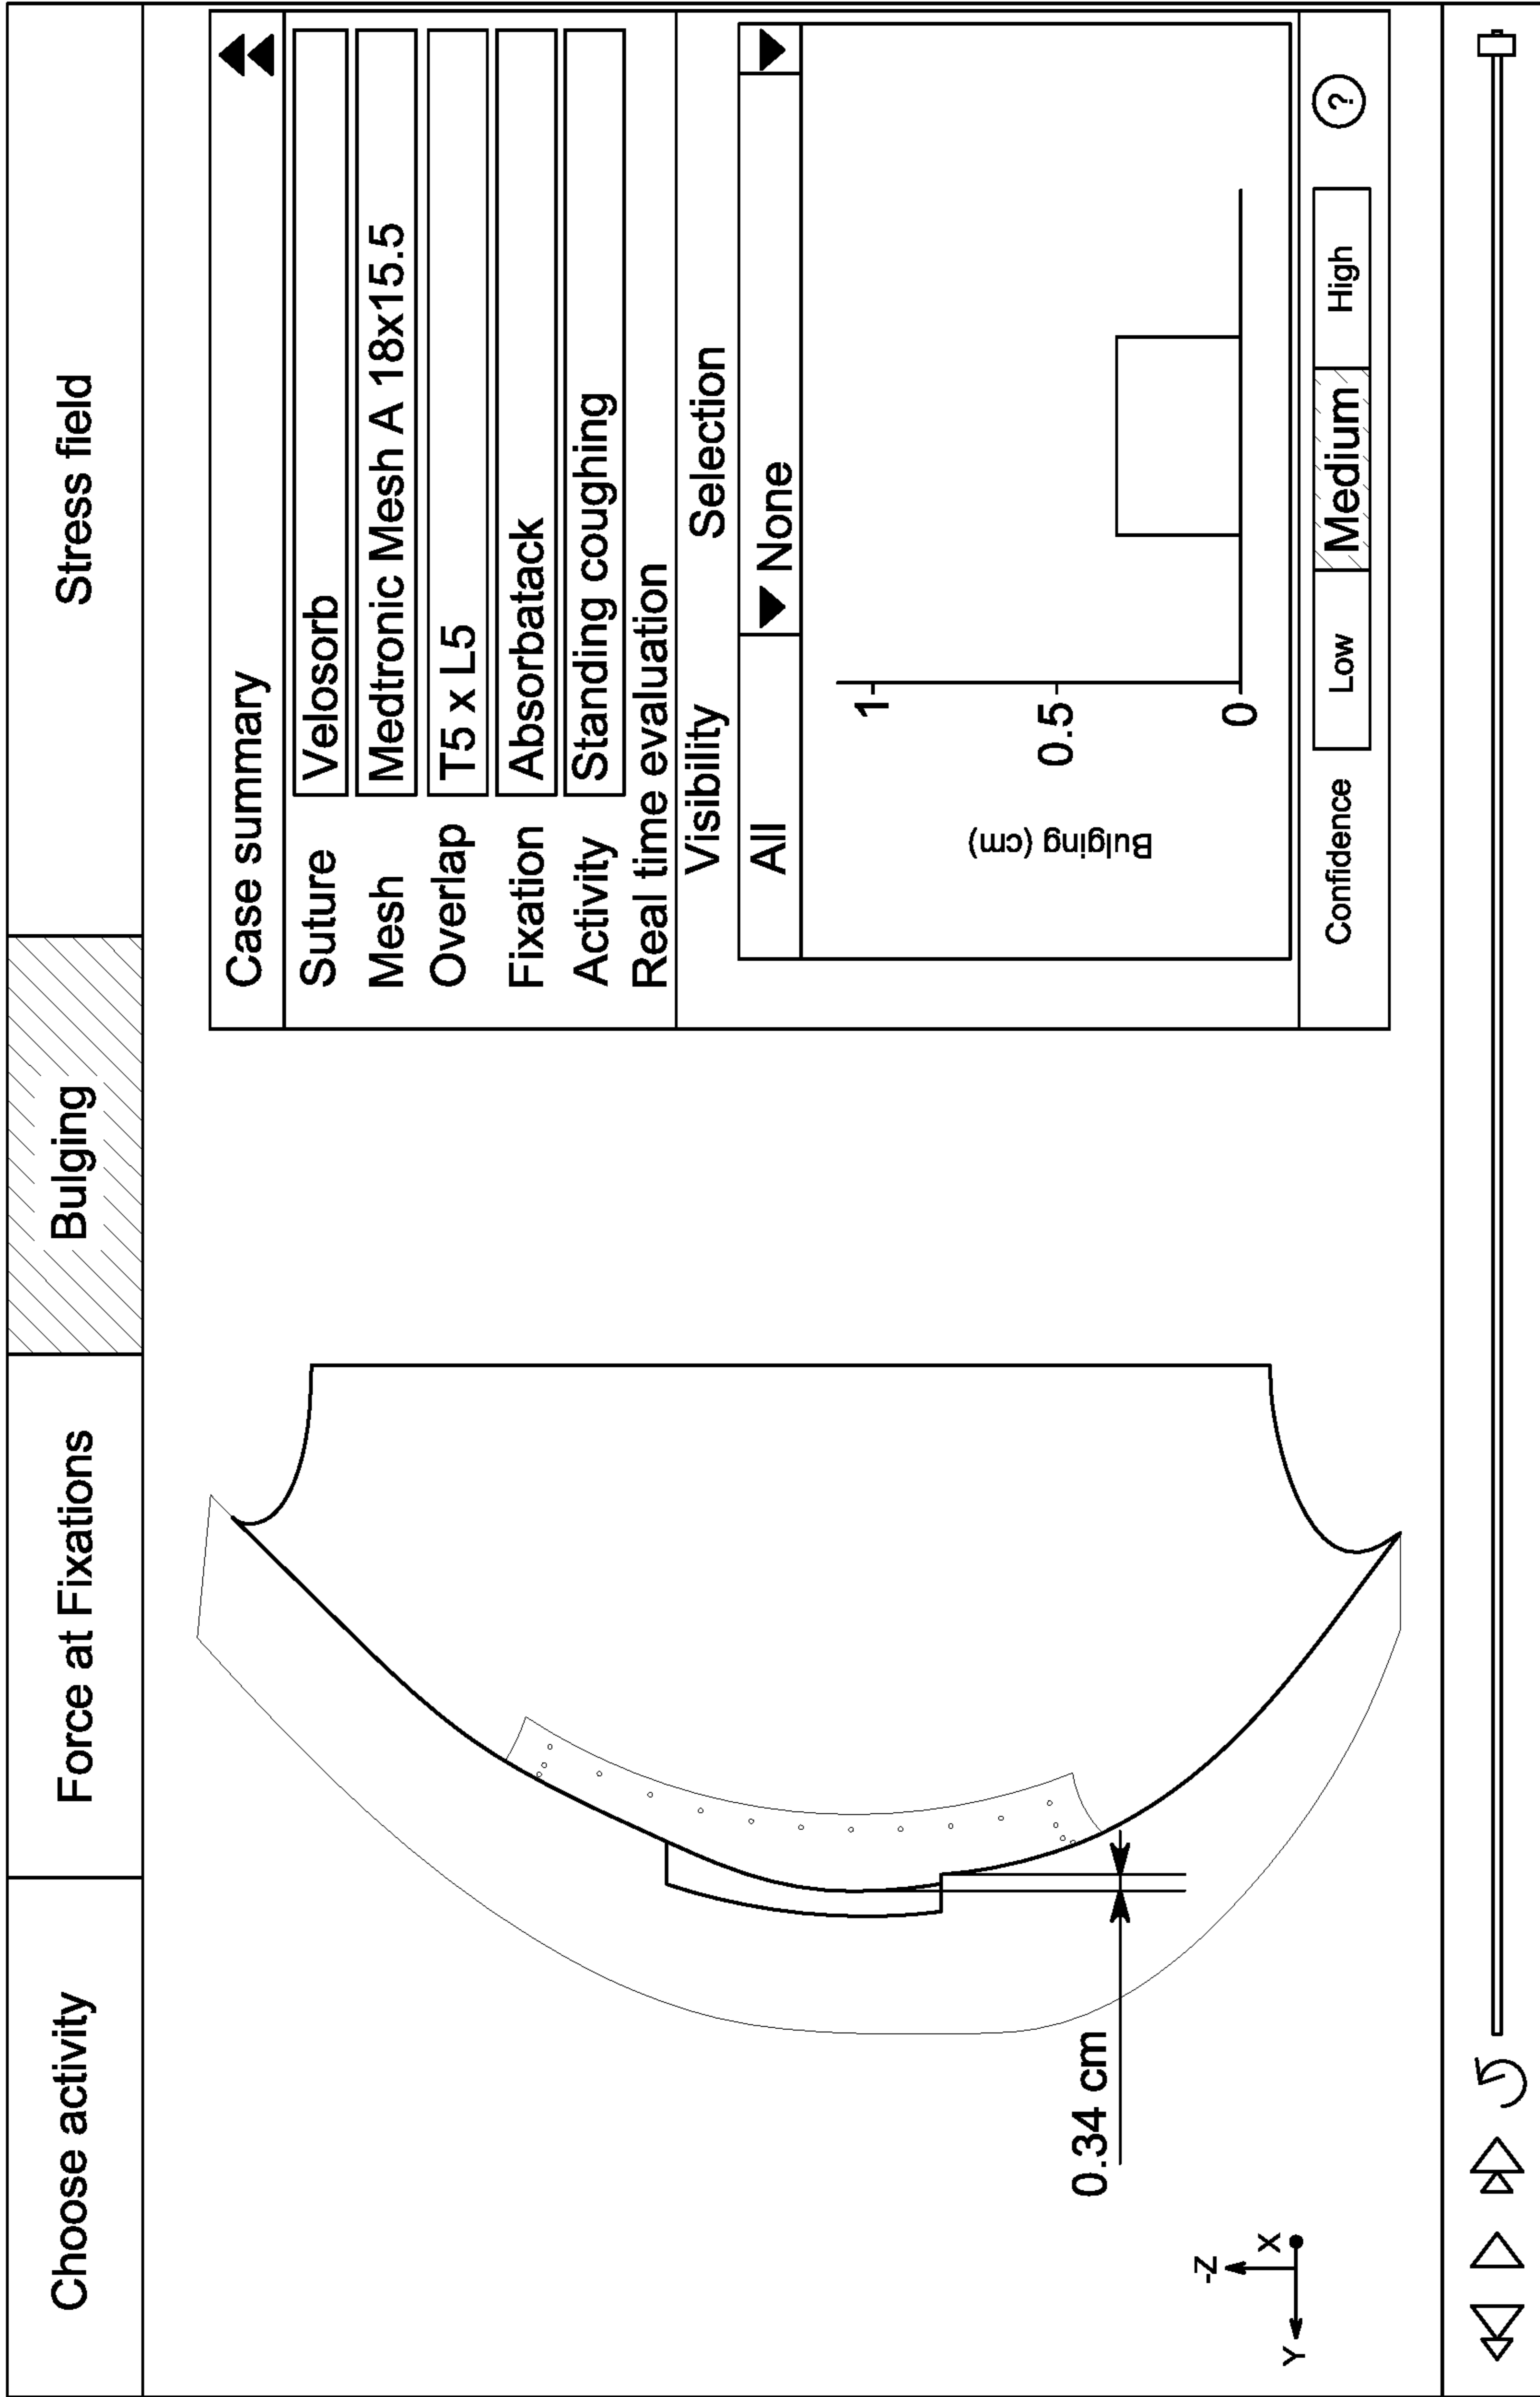 Choose activity
Force at Fixations
Bulging
Stress field
Case summary
Suture Velosorb
Mesh Medtronic Mesh A 18x15.5
Overlap T5 x L5
Fixation Absorbatack
Activity Standing coughing
Real time evaluation
Visibility Selection
All None
Bulging (cm)
1
0.5
0
Confidence Low Medium High ?
0.34 cm
-Z
X
Y